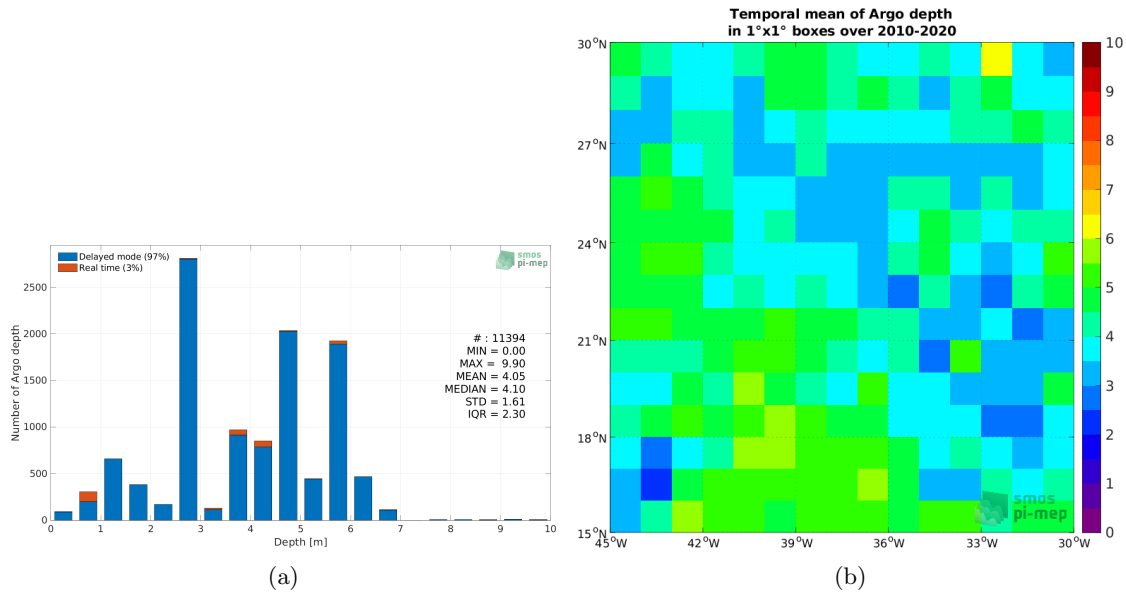 Delayed mode (97%)
Real time (3%)
smos
pi-mep
# : 11394
MIN = 0.00
MAX = 9.90
MEAN = 4.05
MEDIAN = 4.10
STD = 1.61
IQR = 2.30
Number of Argo depth
2500
2000
1500
1000
500
0
0 1 2 3 4 5 6 7 8 9 10
Depth [m]
(a)
Temporal mean of Argo depth
in 1°x1° boxes over 2010-2020
30°N
27°N
24°N
21°N
18°N
15°N
45°W 42°W 39°W 36°W 33°W 30°W
smos
pi-mep
10
9
8
7
6
5
4
3
2
1
0
(b)